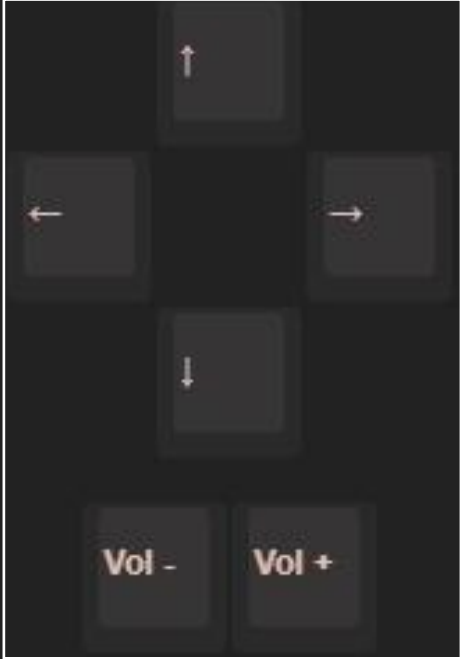 ↑
← →
↓
Vol - Vol +